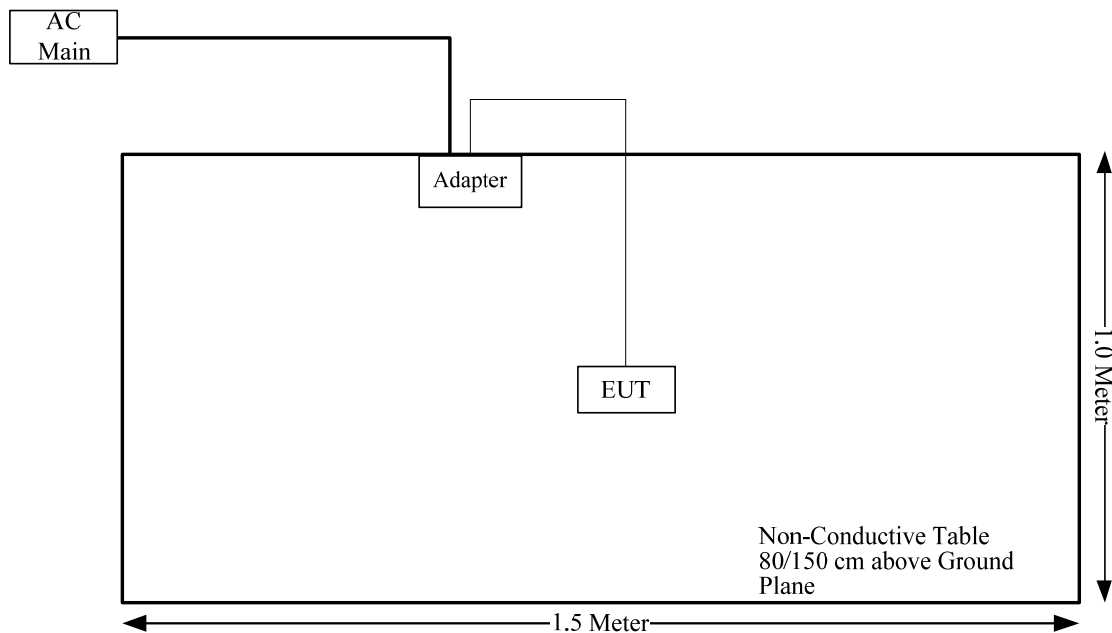 AC
Main
Adapter
EUT
1.0 Meter
Non-Conductive Table
80/150 cm above Ground
Plane
1.5 Meter